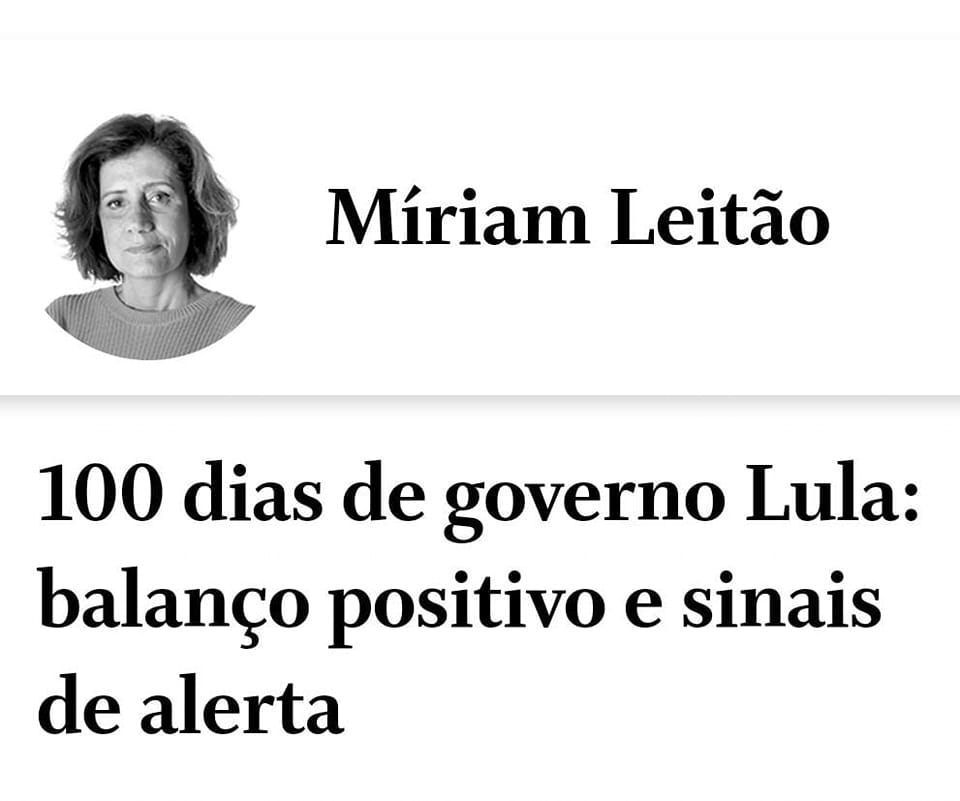 Míriam Leitão
100 dias de governo Lula:
balanço positivo e sinais
de alerta